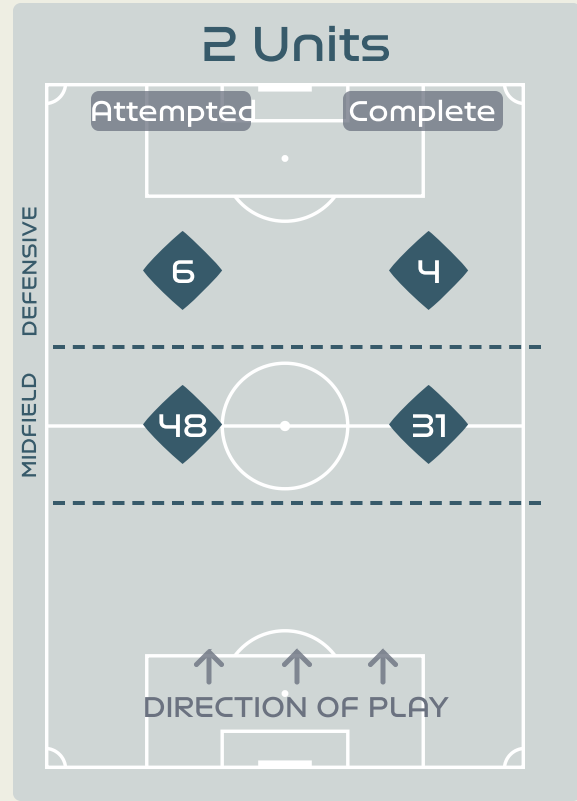 2 Units
Attempted Complete
DEFENSIVE
6 4
MIDFIELD
48 31
DIRECTION OF PLAY